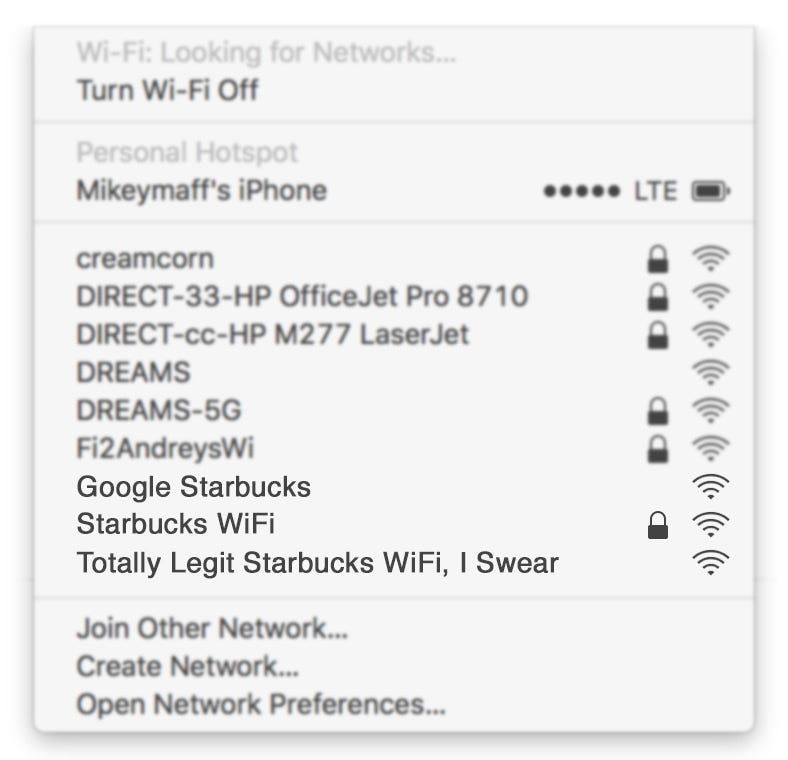 Wi-Fi: Looking for Networks...
Turn Wi-Fi Off
Personal Hotspot
Mikeymaff's iPhone LTE
creamcorn
DIRECT-33-HP OfficeJet Pro 8710
DIRECT-cc-HP M277 LaserJet
DREAMS
DREAMS-5G
Fi2AndreysWi
Google Starbucks
Starbucks WiFi
Totally Legit Starbucks WiFi, I Swear
Join Other Network...
Create Network...
Open Network Preferences...